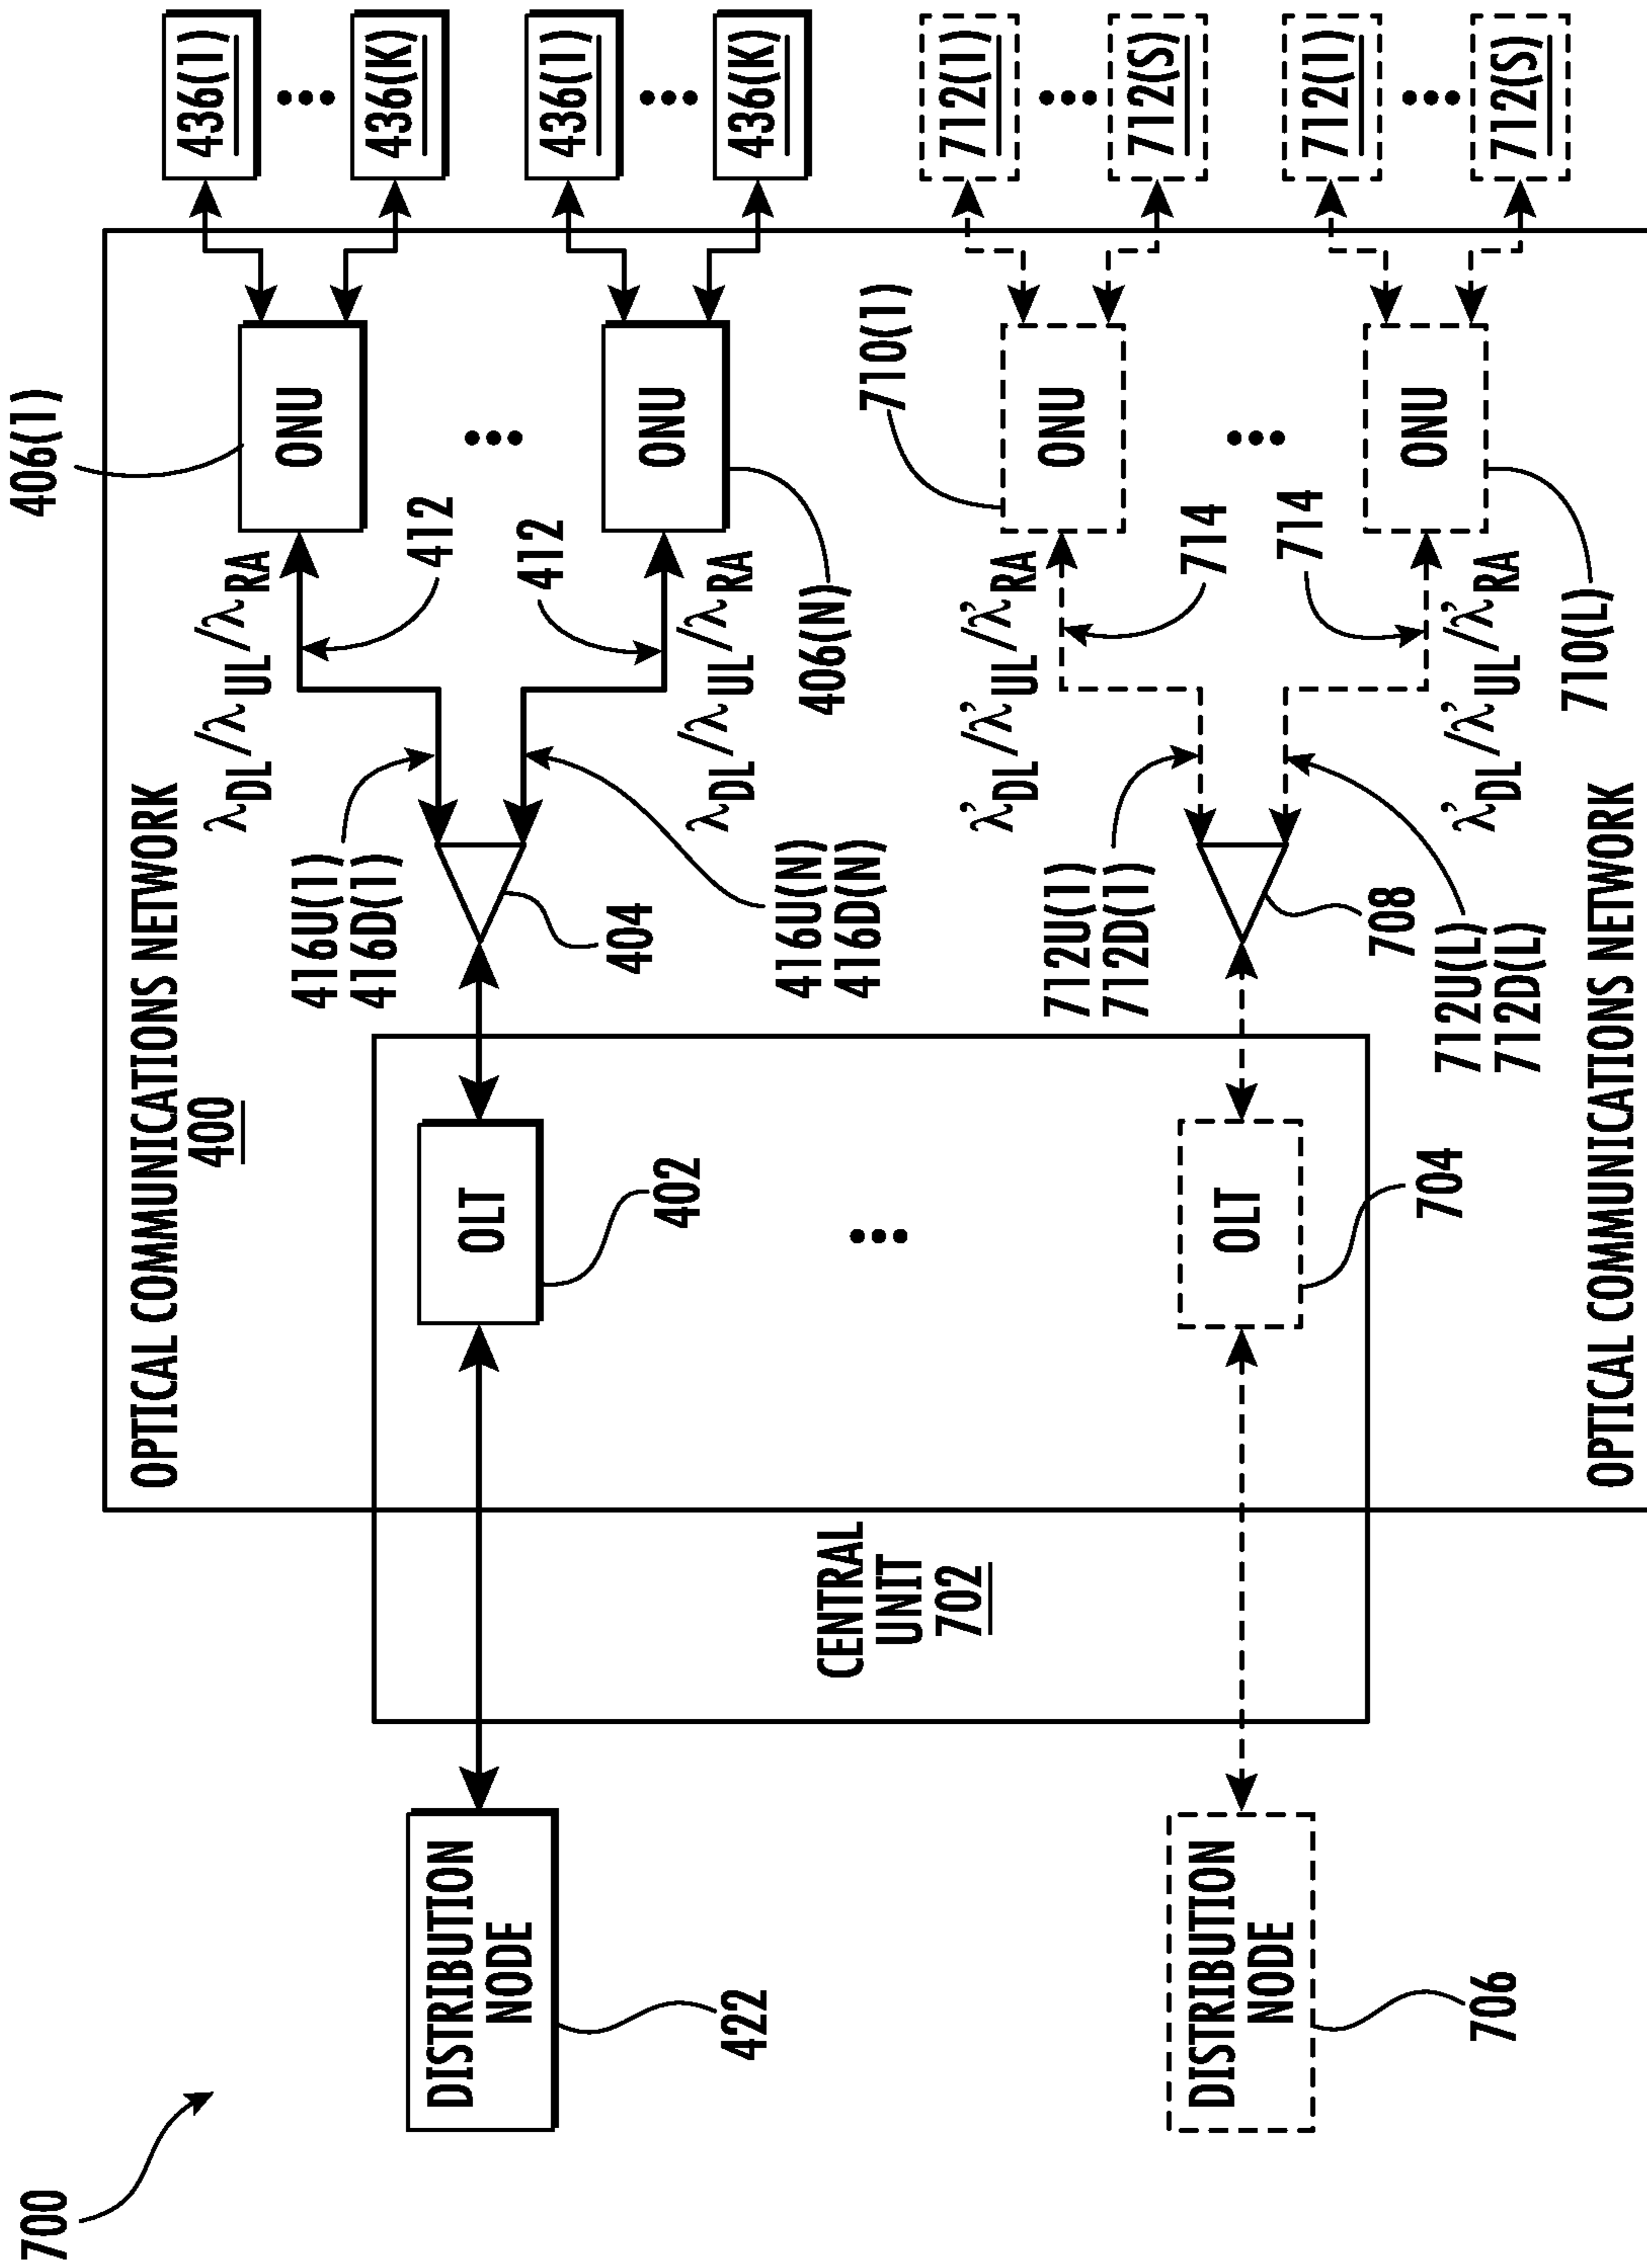 700
OPTICAL COMMUNICATIONS NETWORK
400
406(1)
436(1)
436(K)
436(1)
436(K)
ONU
ONU
λDL/λUL/λRA
412
412
λDL/λUL/λRA
406(N)
416U(1)
416D(1)
404
416U(N)
416D(N)
OLT
402
DISTRIBUTION
NODE
422
CENTRAL
UNIT
702
710(1)
712(1)
712(S)
712(1)
712(S)
ONU
ONU
λ'DL/λ'UL/λ'RA
714
714
λ'DL/λ'UL/λ'RA
710(L)
712U(1)
712D(1)
708
712U(L)
712D(L)
OLT
704
DISTRIBUTION
NODE
706
OPTICAL COMMUNICATIONS NETWORK